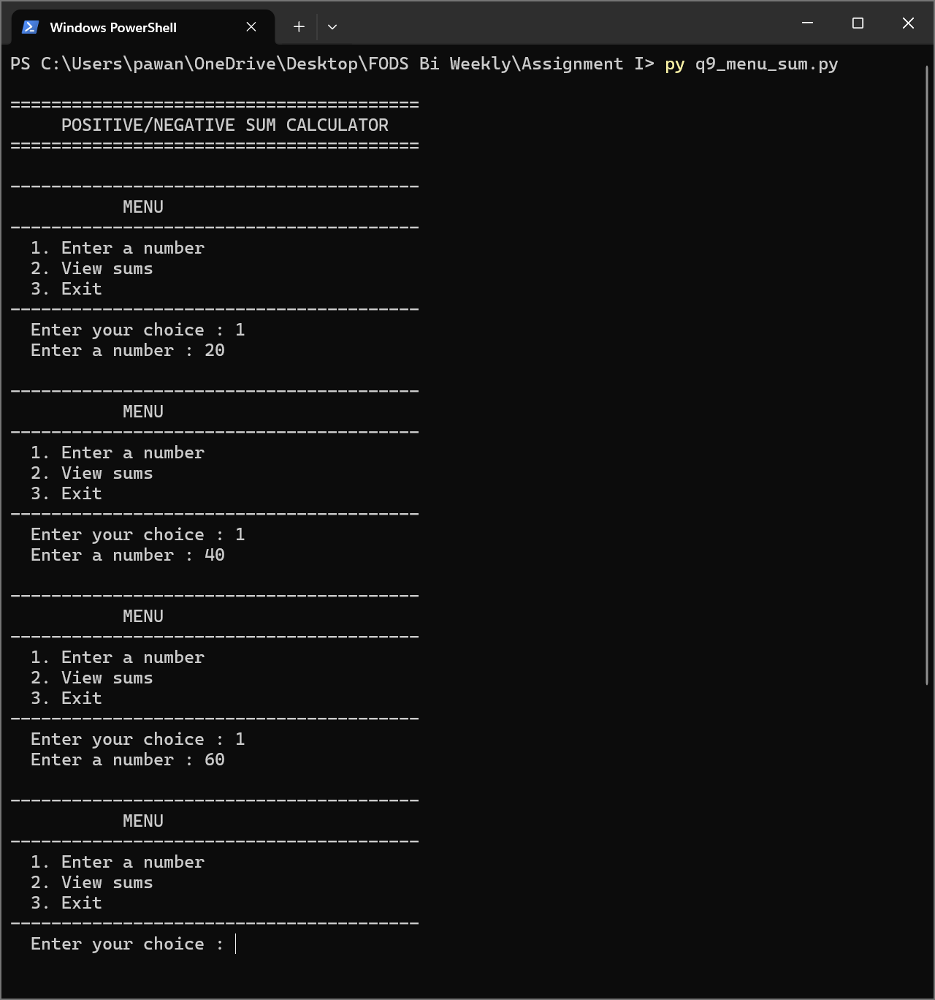 Windows PowerShell
PS C:\Users\pawan\OneDrive\Desktop\FODS Bi Weekly\Assignment I> py q9_menu_sum.py
========================================
     POSITIVE/NEGATIVE SUM CALCULATOR
========================================
----------------------------------------
           MENU
----------------------------------------
  1. Enter a number
  2. View sums
  3. Exit
----------------------------------------
  Enter your choice : 1
  Enter a number : 20
----------------------------------------
           MENU
----------------------------------------
  1. Enter a number
  2. View sums
  3. Exit
----------------------------------------
  Enter your choice : 1
  Enter a number : 40
----------------------------------------
           MENU
----------------------------------------
  1. Enter a number
  2. View sums
  3. Exit
----------------------------------------
  Enter your choice : 1
  Enter a number : 60
----------------------------------------
           MENU
----------------------------------------
  1. Enter a number
  2. View sums
  3. Exit
----------------------------------------
  Enter your choice :